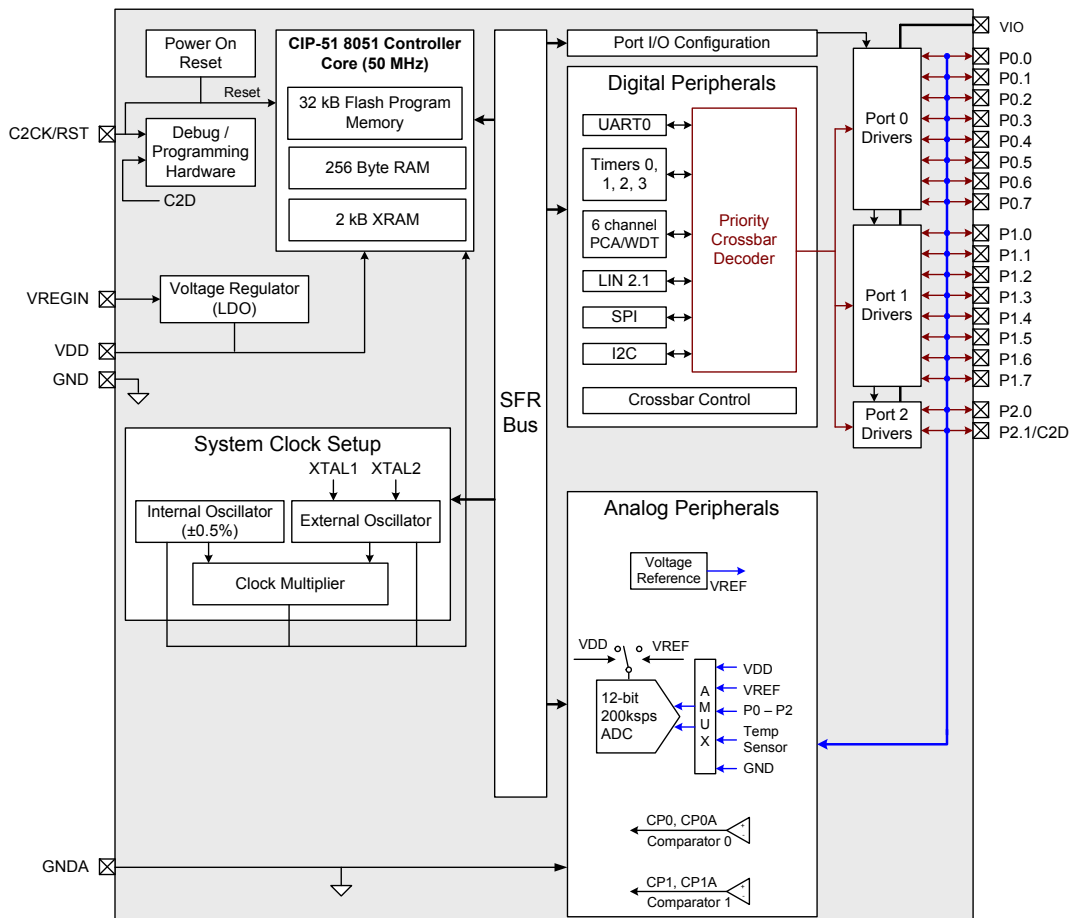 Power On
Reset
Reset
C2CK/RST
Debug /
Programming
Hardware
C2D
CIP-51 8051 Controller
Core (50 MHz)
32 kB Flash Program
Memory
256 Byte RAM
2 kB XRAM
VREGIN
Voltage Regulator
(LDO)
VDD
GND
System Clock Setup
XTAL1
XTAL2
Internal Oscillator
(±0.5%)
External Oscillator
Clock Multiplier
GNDA
SFR
Bus
Port I/O Configuration
Digital Peripherals
UART0
Timers 0,
1, 2, 3
6 channel
PCA/WDT
LIN 2.1
SPI
I2C
Priority
Crossbar
Decoder
Crossbar Control
Port 0
Drivers
Port 1
Drivers
Port 2
Drivers
VIO
P0.0
P0.1
P0.2
P0.3
P0.4
P0.5
P0.6
P0.7
P1.0
P1.1
P1.2
P1.3
P1.4
P1.5
P1.6
P1.7
P2.0
P2.1/C2D
Analog Peripherals
Voltage
Reference
VREF
VDD
VREF
12-bit
200ksps
ADC
A
M
U
X
VDD
VREF
P0 – P2
Temp
Sensor
GND
CP0, CP0A
+
-
Comparator 0
CP1, CP1A
+
-
Comparator 1